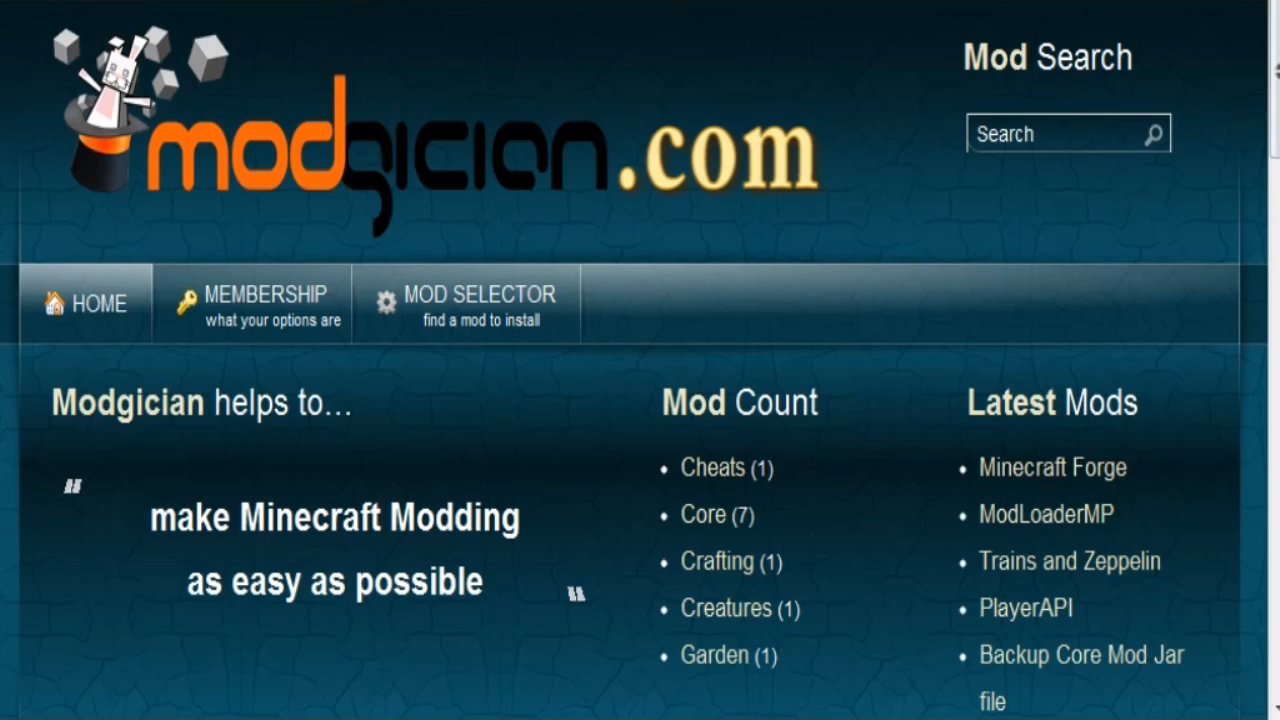 modgician.com
Mod Search
Search
HOME
MEMBERSHIP
what your options are
MOD SELECTOR
find a mod to install
Modgician helps to…
"
make Minecraft Modding
as easy as possible
"
Mod Count
Cheats (1)
Core (7)
Crafting (1)
Creatures (1)
Garden (1)
Latest Mods
Minecraft Forge
ModLoaderMP
Trains and Zeppelin
PlayerAPI
Backup Core Mod Jar
file